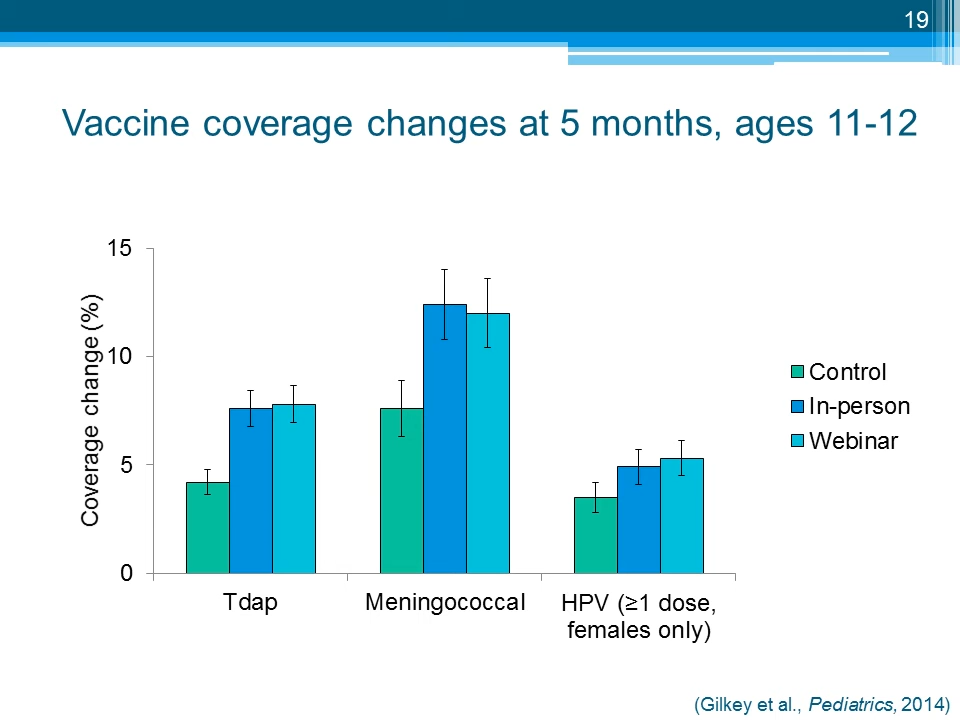 19
Vaccine coverage changes at 5 months, ages 11-12
Coverage change (%)
15
10
5
0
Tdap
Meningococcal
HPV (≥1 dose,
females only)
Control
In-person
Webinar
(Gilkey et al., Pediatrics, 2014)